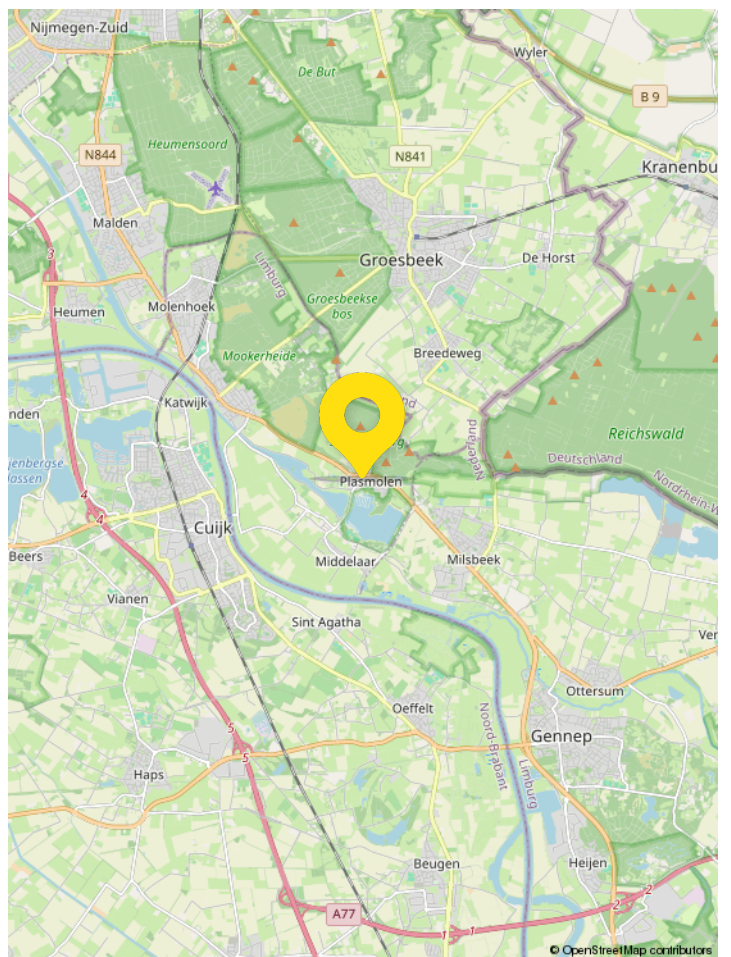 Nijmegen-Zuid
De But
Wyler
B 9
Heumensoord
N844
N841
Kranenbu
Malden
Groesbeek
De Horst
Limburg
3
Heumen
Molenhoek
Groesbeekse
bos
Mookerheide
Breedeweg
Katwijk
nden
Nederland
Reichswald
Deutschland
Nordrhein-W
jenbergse
lassen
Plasmolen
4
4
Cuijk
Beers
Middelaar
Milsbeek
Vianen
Sint Agatha
Ver
Ottersum
Oeffelt
Noord-Brabant
Limburg
Gennep
5
5
Haps
Beugen
Heijen
2
2
A77
1
1
© OpenStreetMap contributors